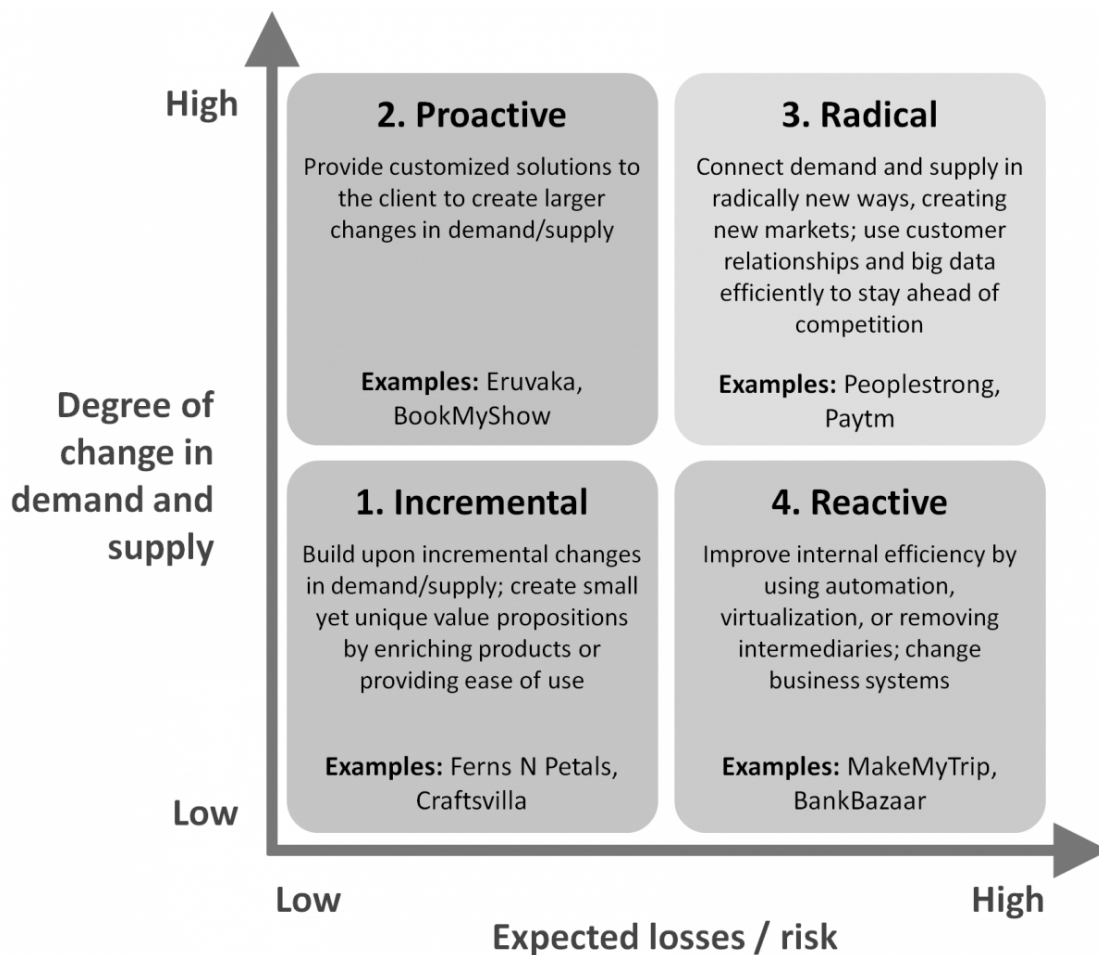 High
2. Proactive
Provide customized solutions to
the client to create larger
changes in demand/supply
Examples: Eruvaka,
BookMyShow
3. Radical
Connect demand and supply in
radically new ways, creating
new markets; use customer
relationships and big data
efficiently to stay ahead of
competition
Examples: Peoplestrong,
Paytm
Degree of
change in
demand and
supply
1. Incremental
Build upon incremental changes
in demand/supply; create small
yet unique value propositions
by enriching products or
providing ease of use
Examples: Ferns N Petals,
Craftsvilla
4. Reactive
Improve internal efficiency by
using automation,
virtualization, or removing
intermediaries; change
business systems
Examples: MakeMyTrip,
BankBazaar
Low
Low
High
Expected losses / risk